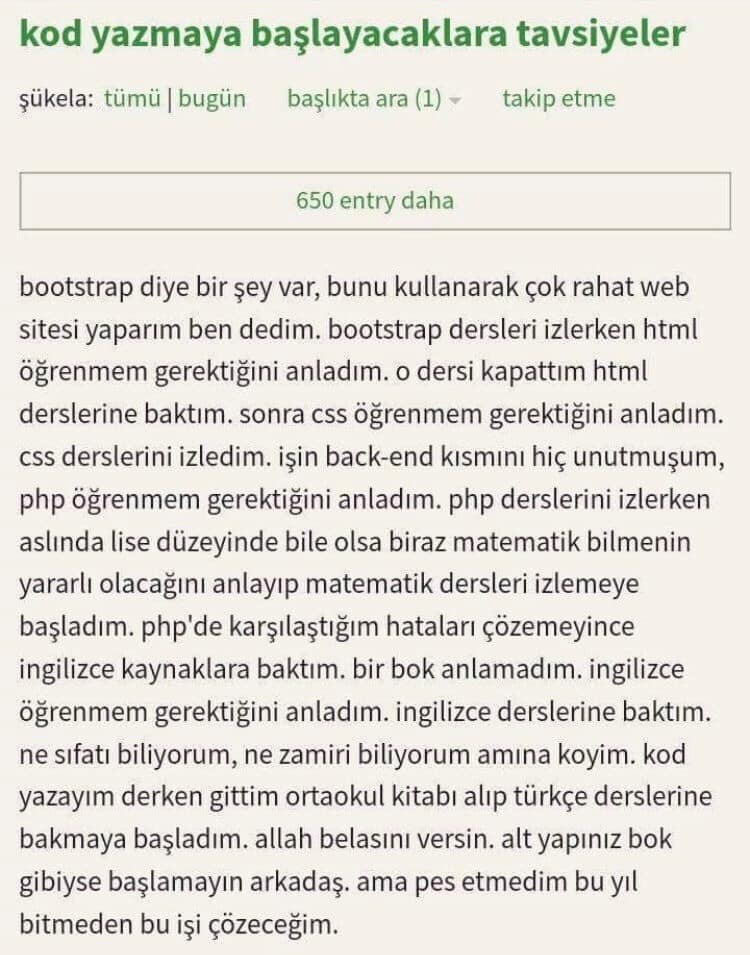 kod yazmaya başlayacaklara tavsiyeler
şükela: tümü | bugün başlıkta ara (1) takip etme
650 entry daha
bootstrap diye bir şey var, bunu kullanarak çok rahat web
sitesi yaparım ben dedim. bootstrap dersleri izlerken html
öğrenmem gerektiğini anladım. o dersi kapattım html
derslerine baktım. sonra css öğrenmem gerektiğini anladım.
css derslerini izledim. işin back-end kısmını hiç unutmuşum,
php öğrenmem gerektiğini anladım. php derslerini izlerken
aslında lise düzeyinde bile olsa biraz matematik bilmenin
yararlı olacağını anlayıp matematik dersleri izlemeye
başladım. php'de karşılaştığım hataları çözemeyince
ingilizce kaynaklara baktım. bir bok anlamadım. ingilizce
öğrenmem gerektiğini anladım. ingilizce derslerine baktım.
ne sıfatı biliyorum, ne zamiri biliyorum amına koyim. kod
yazayım derken gittim ortaokul kitabı alıp türkçe derslerine
bakmaya başladım. allah belasını versin. alt yapınız bok
gibiyse başlamayın arkadaş. ama pes etmedim bu yıl
bitmeden bu işi çözeceğim.